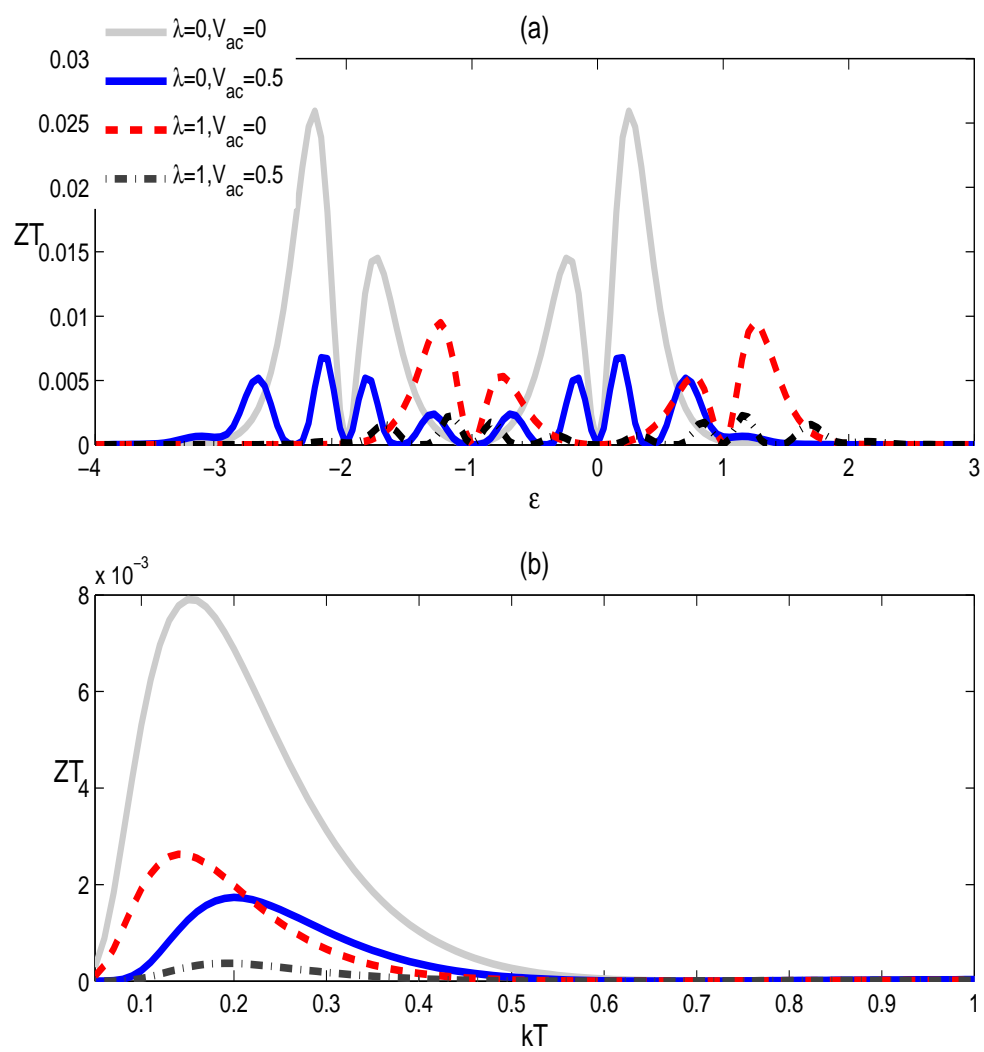 (a)
λ=0,V_ac=0
λ=0,V_ac=0.5
λ=1,V_ac=0
λ=1,V_ac=0.5
0.03
0.025
0.02
0.015
0.01
0.005
0
ZT
−4 −3 −2 −1 0 1 2 3
ε
(b)
x 10^−3
8
6
4
2
0
ZT
0.1 0.2 0.3 0.4 0.5 0.6 0.7 0.8 0.9 1
kT